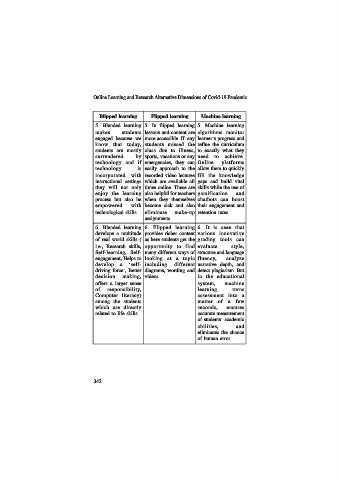 Online Learning and Research Alternative Dimensions of Covid-19 Pandemic
Blipped learning
Flipped learning
Machine learning
5 Blended learning
makes students
engaged because we
know that today,
students are mostly
surrendered by
technology and if
technology is
incorporated with
instructional settings
they will not only
enjoy the learning
process but also be
empowered with
technological skills
5 In flipped learning
lessons and content are
more accessible. If any
students missed the
class due to illness,
sports, vacations or any
emergencies, they can
easily approach to the
recorded video lectures
which are available all
times online. These are
also helpful for teachers
when they themselves
become sick and also
eliminate make-up
assignments
5 Machine learning
algorithms monitor
learner's progress and
refine the curriculum
to exactly what they
need to achieve.
Online platforms
allow them to quickly
fill the knowledge
gaps and build vital
skills while the use of
gamification and
chatbots can boost
their engagement and
retention rates
6 Blended learning
develops a multitude
of real world skills (
i.e., Research skills,
Self-learning, Self-
engagement, Helps to
develop a 'self-
driving force', Better
decision making,
offers a larger sense
of responsibility,
Computer literacy)
among the students
which are directly
related to life skills
6 Flipped learning
provides richer content
as here students get the
opportunity to find
many different ways of
looking at a topic
including different
diagrams, wording and
videos
6 It is seen that
various innovative
grading tools can
evaluate style,
structure and language
fluency, analyze
narrative depth, and
detect plagiarism. But
in the educational
system, machine
learning turns
assessment into a
matter of a few
seconds, ensures
accurate measurement
of students' academic
abilities, and
eliminates the chance
of human error
342